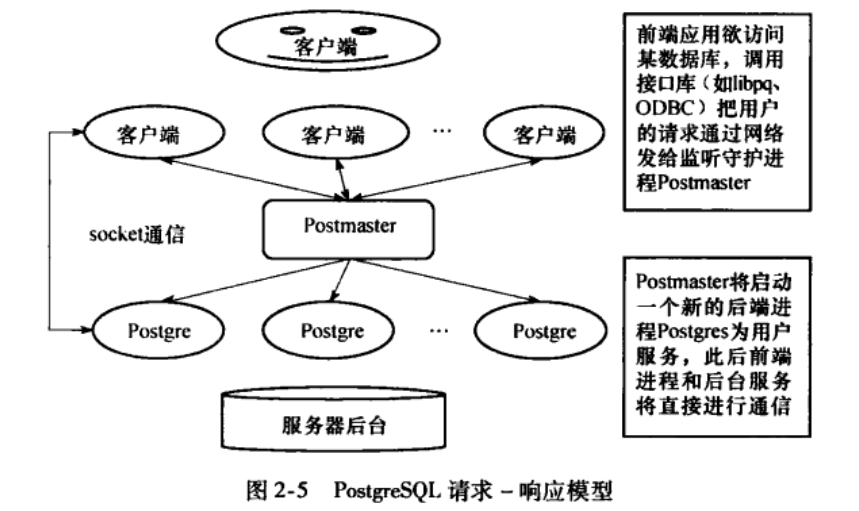 客户端
前端应用欲访问
某数据库，调用
接口库（如libpq、
ODBC）把用户
的请求通过网络
发给监听守护进
程Postmaster
客户端 客户端 … 客户端
Postmaster
socket通信
Postgre Postgre … Postgre
Postmaster将启动
一个新的后端进
程Postgres为用户
服务，此后前端
进程和后台服务
将直接进行通信
服务器后台
图 2-5 PostgreSQL 请求－响应模型